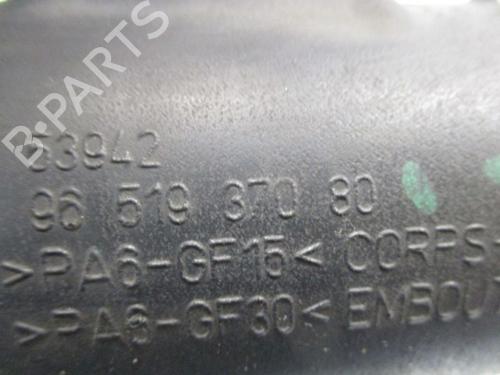 B-PARTS
53942
96 519 370 80
>PA6-GF15< CORPS
>PA6-GF30< EMBOU